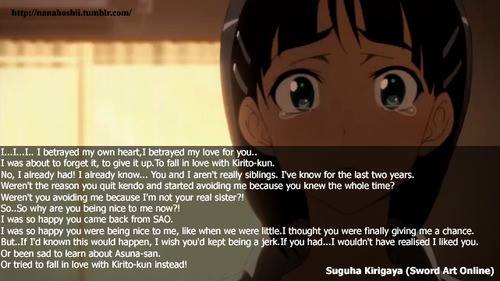 http://nanahoshii.tumblr.com/
I...I...I.. I betrayed my own heart,I betrayed my love for you..
I was about to forget it, to give it up.To fall in love with Kirito-kun.
No, I already had! I already know... You and I aren't really siblings. I've know for the last two years.
Weren't the reason you quit kendo and started avoiding me because you knew the whole time?
Weren't you avoiding me because I'm not your real sister?!
So..So why are you being nice to me now?!
I was so happy you came back from SAO.
I was so happy you were being nice to me, like when we were little.I thought you were finally giving me a chance.
But..If I'd known this would happen, I wish you'd kept being a jerk.If you had...I wouldn't have realised I liked you.
Or been sad to learn about Asuna-san.
Or tried to fall in love with Kirito-kun instead!
Suguha Kirigaya (Sword Art Online)